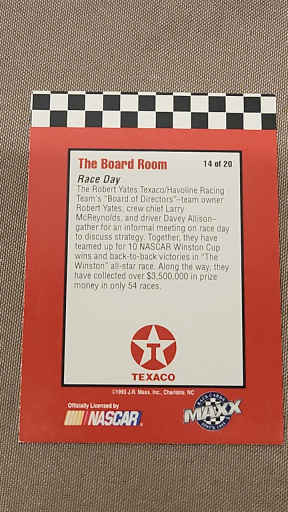 The Board Room 14 of 20
Race Day
The Robert Yates Texaco/Havoline Racing
Team's "Board of Directors"–team owner
Robert Yates, crew chief Larry
McReynolds, and driver Davey Allison–
gather for an informal meeting on race day
to discuss strategy. Together, they have
teamed up for 10 NASCAR Winston Cup
wins and back-to-back victories in "The
Winston" all-star race. Along the way, they
have collected over $3,500,000 in prize
money in only 54 races.
T
TEXACO
©1993 J.R. Maxx, Inc., Charlotte, NC
Officially Licensed by
NASCAR
MAXX